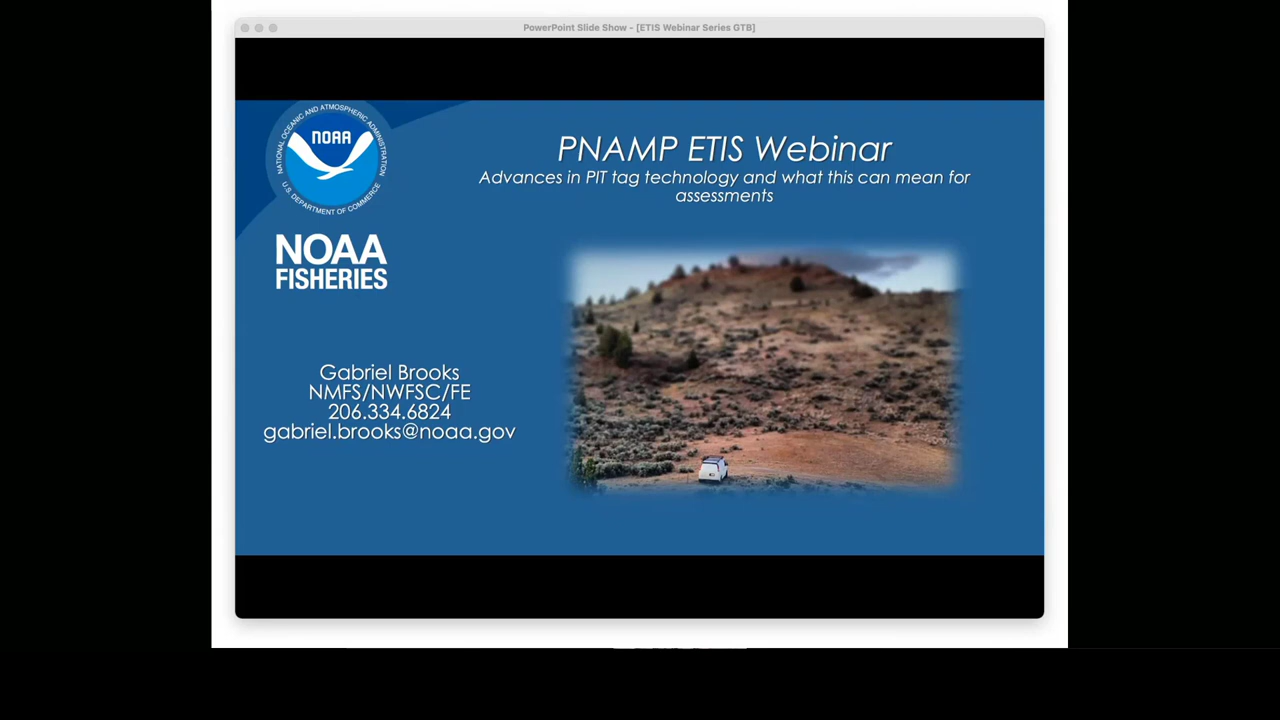 PowerPoint Slide Show - [ETIS Webinar Series GTB]
NATIONAL OCEANIC AND ATMOSPHERIC ADMINISTRATION
NOAA
U.S. DEPARTMENT OF COMMERCE
NOAA
FISHERIES
PNAMP ETIS Webinar
Advances in PIT tag technology and what this can mean for
assessments
Gabriel Brooks
NMFS/NWFSC/FE
206.334.6824
gabriel.brooks@noaa.gov